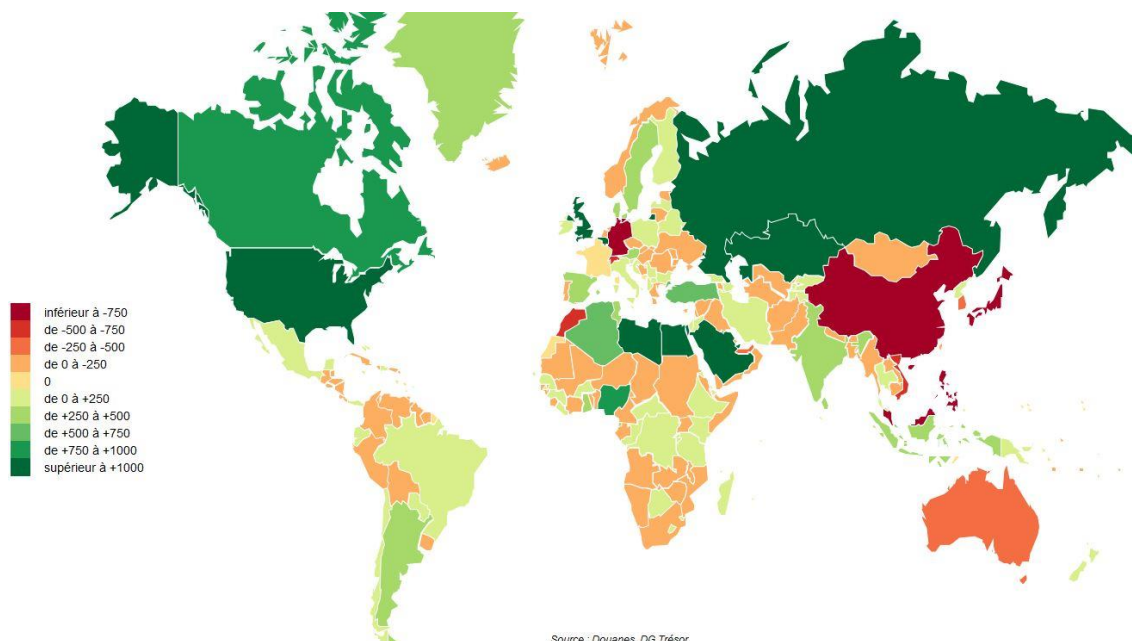 inférieur à -750
de -500 à -750
de -250 à -500
de 0 à -250
0
de 0 à +250
de +250 à +500
de +500 à +750
de +750 à +1000
supérieur à +1000
Source : Douanes, DG Trésor